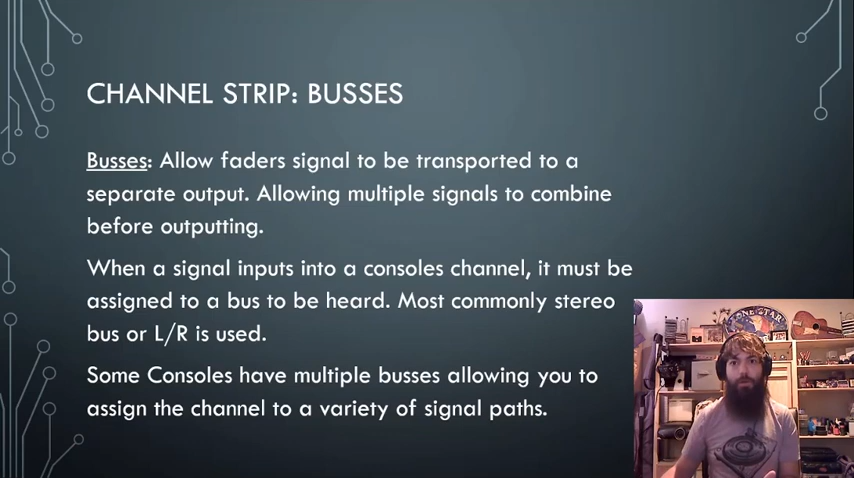 CHANNEL STRIP: BUSSES
Busses: Allow faders signal to be transported to a
separate output. Allowing multiple signals to combine
before outputting.
When a signal inputs into a consoles channel, it must be
assigned to a bus to be heard. Most commonly stereo
bus or L/R is used.
Some Consoles have multiple busses allowing you to
assign the channel to a variety of signal paths.
LONE STAR